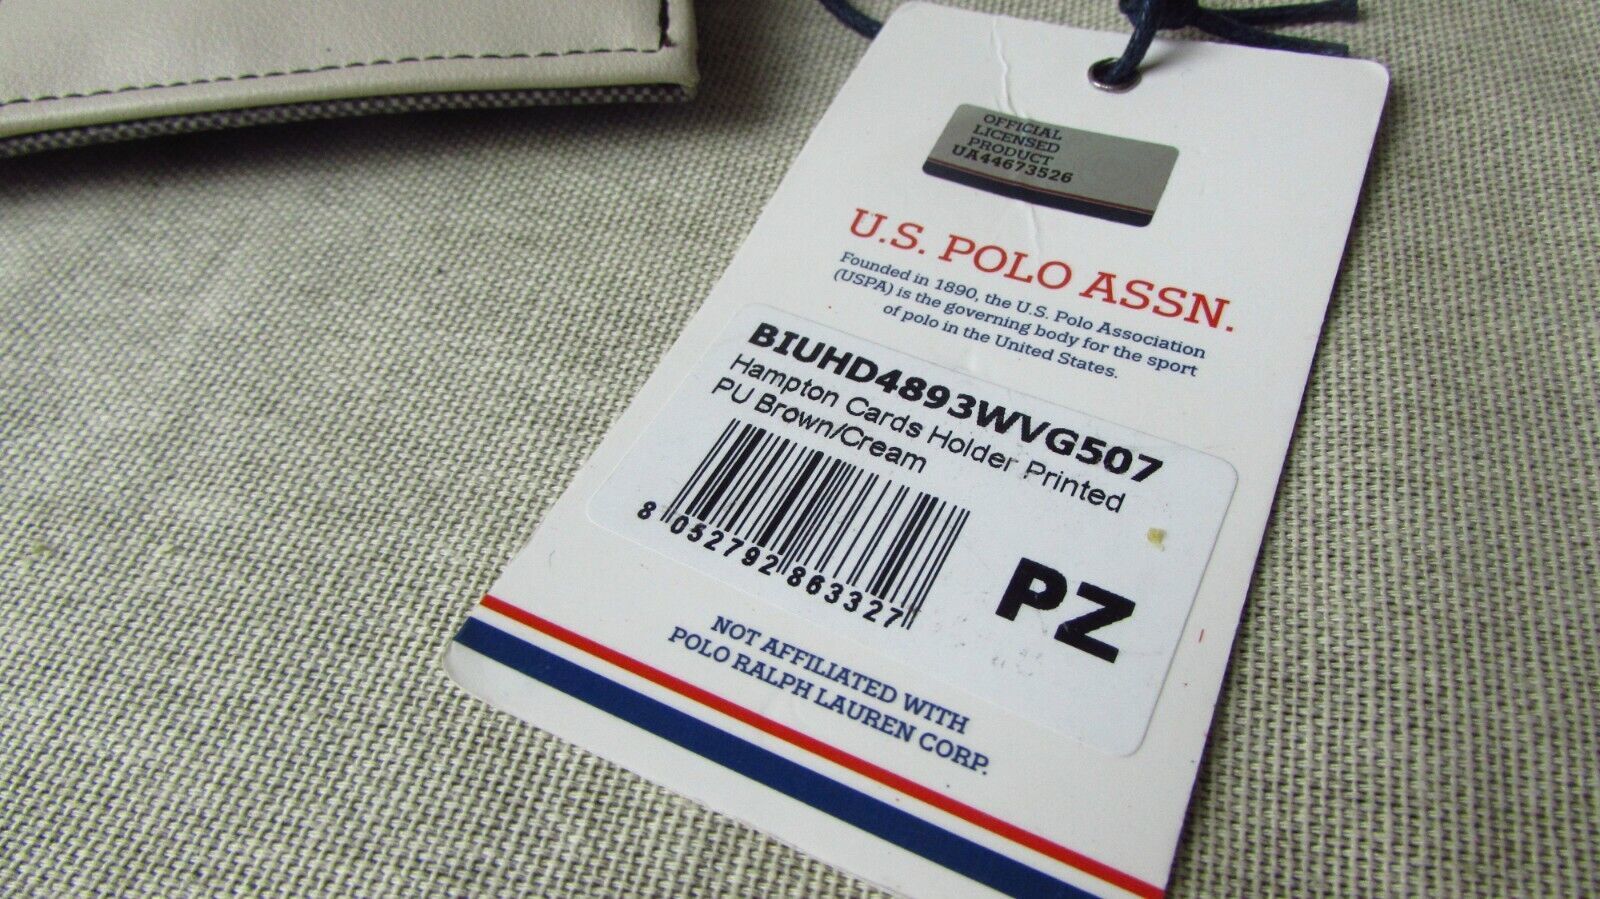 OFFICIAL
LICENSED
PRODUCT
UA44673526
U.S. POLO ASSN.
Founded in 1890, the U.S. Polo Association
(USPA) is the governing body for the sport
of polo in the United States.
BIUHD4893WVG507
Hampton Cards Holder Printed
PU Brown/Cream
8 052792 863327
PZ
NOT AFFILIATED WITH
POLO RALPH LAUREN CORP.